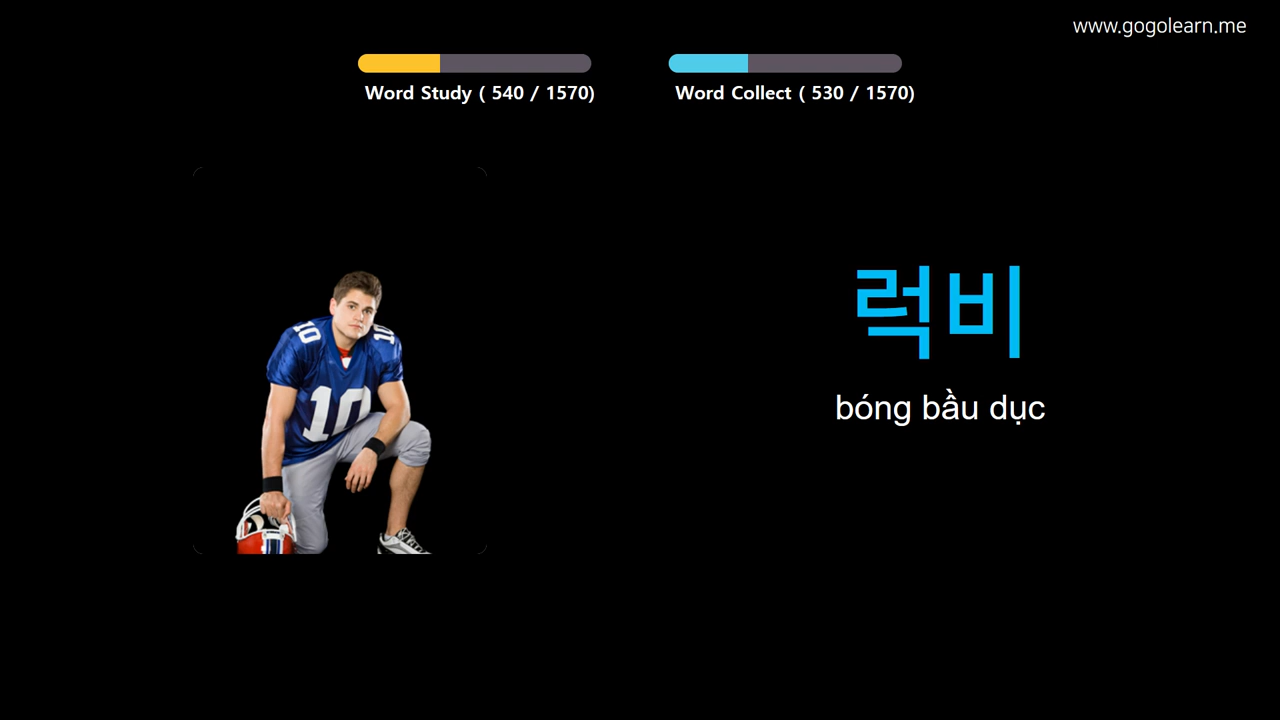 www.gogolearn.me
Word Study ( 540 / 1570)
Word Collect ( 530 / 1570)
럭비
bóng bầu dục
10
10
10